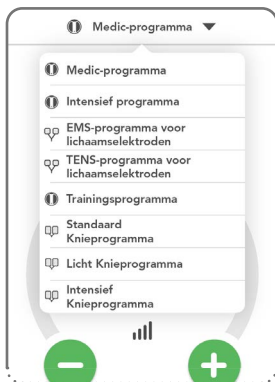 Medic-programma
Medic-programma
Intensief programma
EMS-programma voor
lichaamselektroden
TENS-programma voor
lichaamselektroden
Trainingsprogramma
Standaard
Knieprogramma
Licht Knieprogramma
Intensief
Knieprogramma